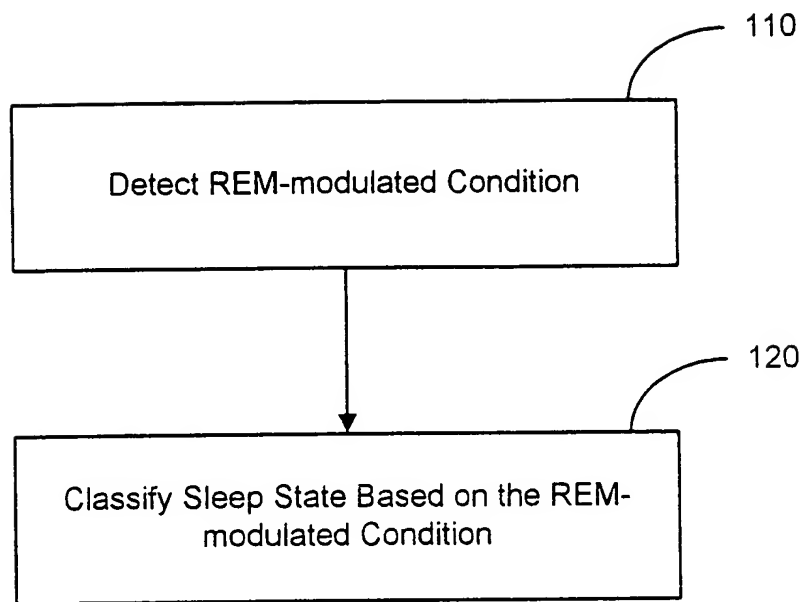 110
Detect REM-modulated Condition
120
Classify Sleep State Based on the REM-
modulated Condition